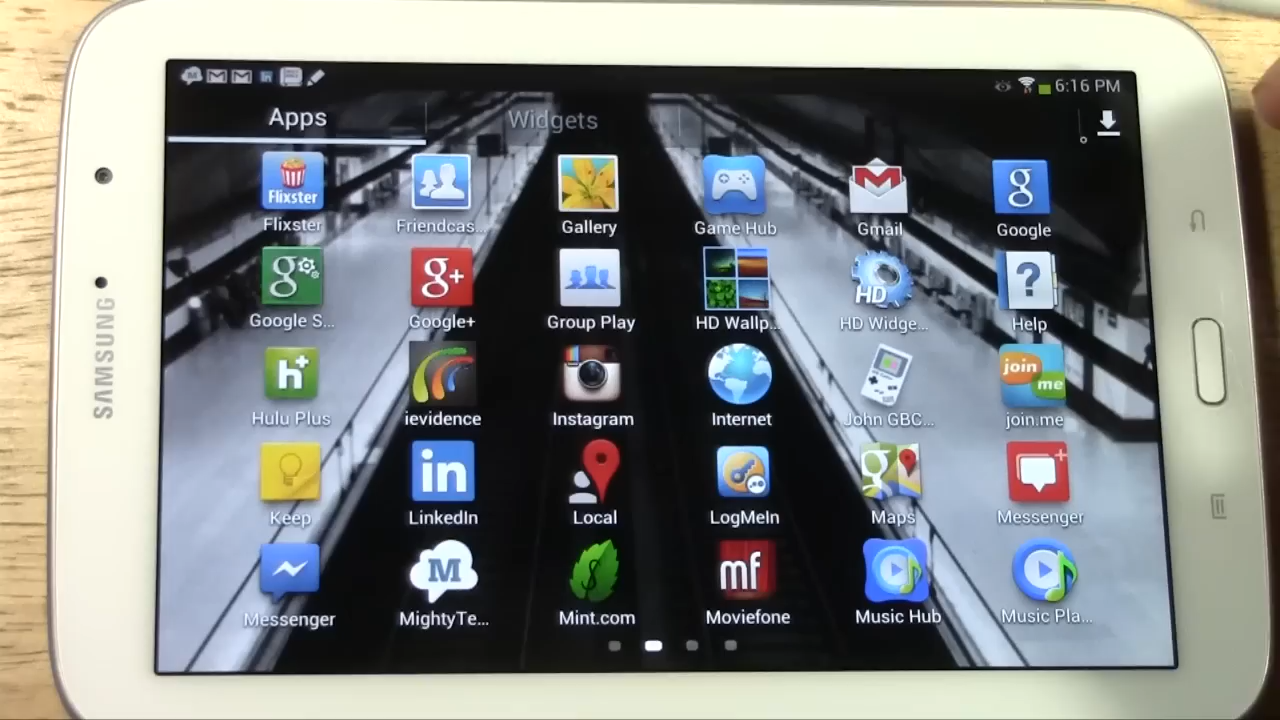 6:16 PM
Apps
Widgets
SAMSUNG
Flixster
Flixster
Friendcas...
Gallery
Game Hub
Gmail
g
Google
g
Google S...
g+
Google+
Group Play
HD Wallp...
HD
HD Widge...
?
Help
h+
Hulu Plus
ievidence
Instagram
Internet
John GBC...
join
me
join.me
Keep
in
LinkedIn
Local
LogMeIn
g
Maps
Messenger
Messenger
M
MightyTe...
Mint.com
mf
Moviefone
Music Hub
Music Pla...